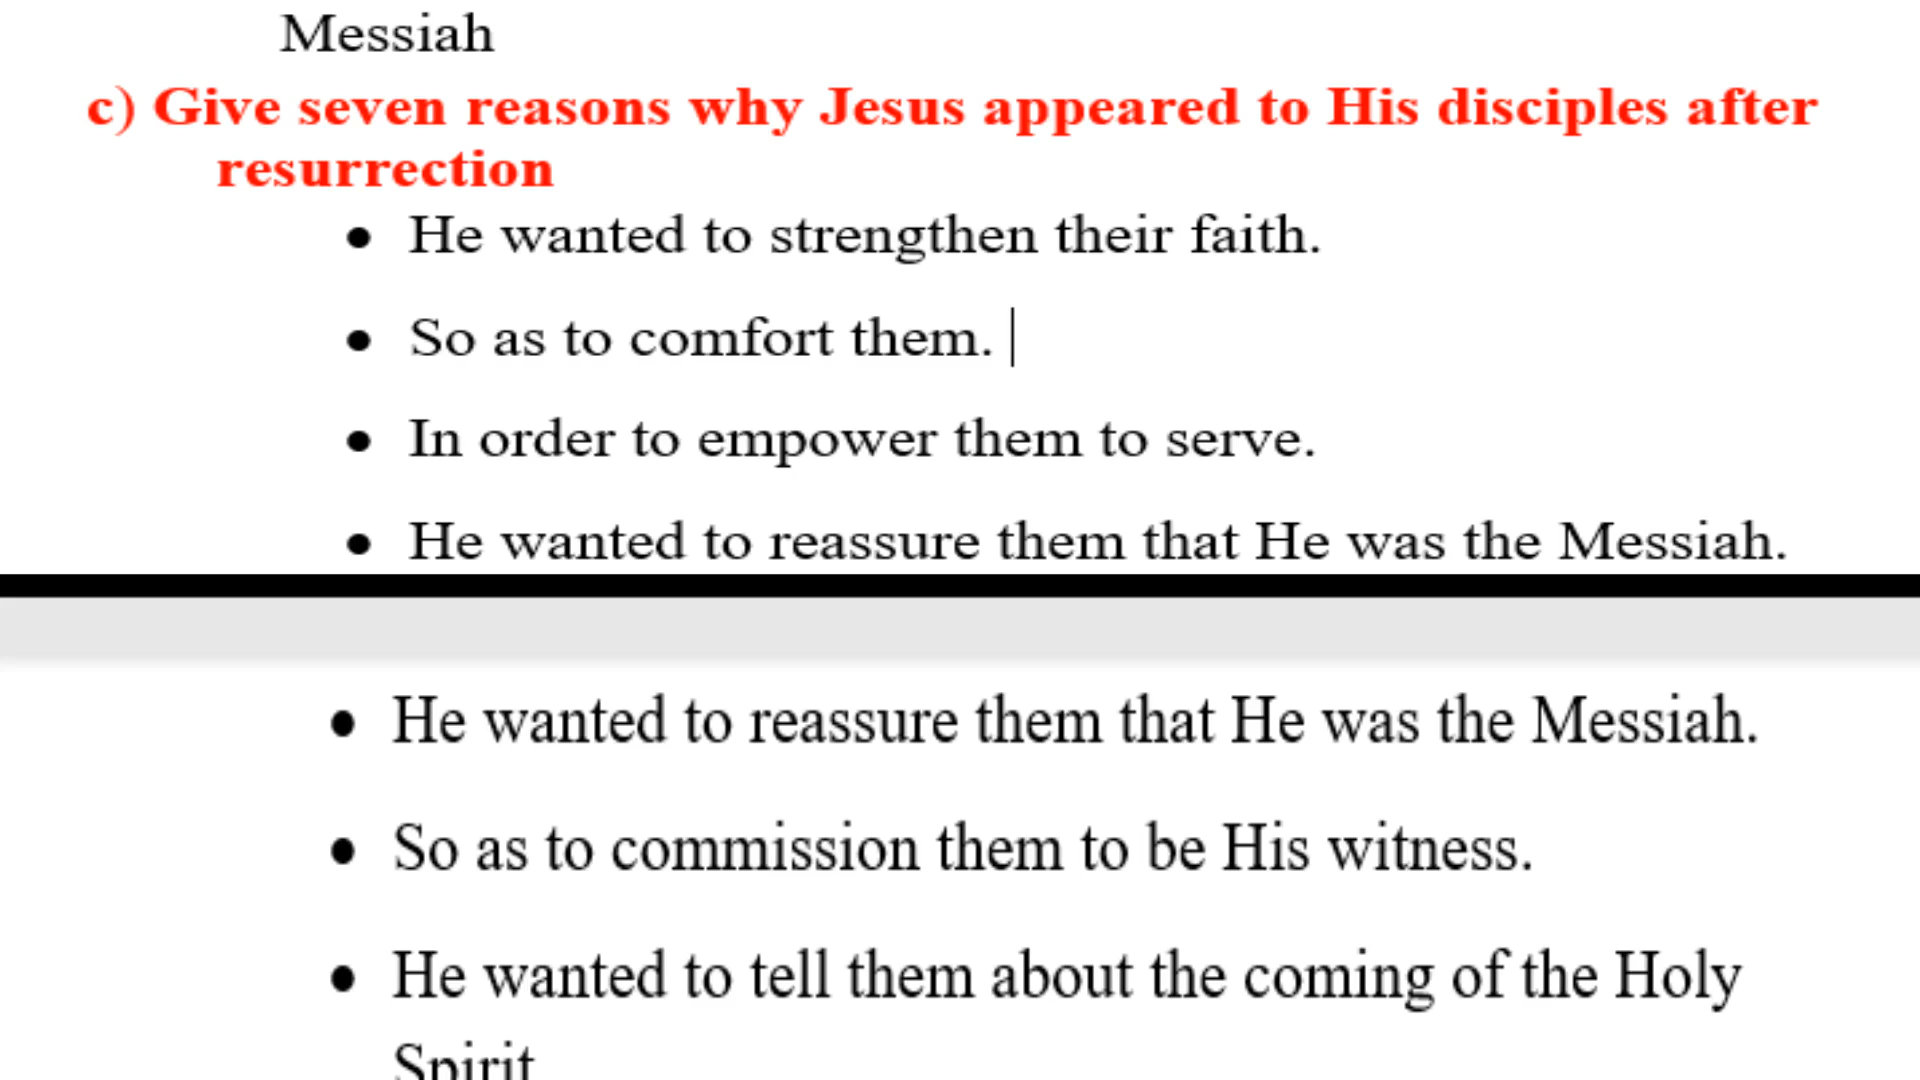 Messiah
c) Give seven reasons why Jesus appeared to His disciples after
resurrection
• He wanted to strengthen their faith.
• So as to comfort them.
• In order to empower them to serve.
• He wanted to reassure them that He was the Messiah.
• He wanted to reassure them that He was the Messiah.
• So as to commission them to be His witness.
• He wanted to tell them about the coming of the Holy
Spirit